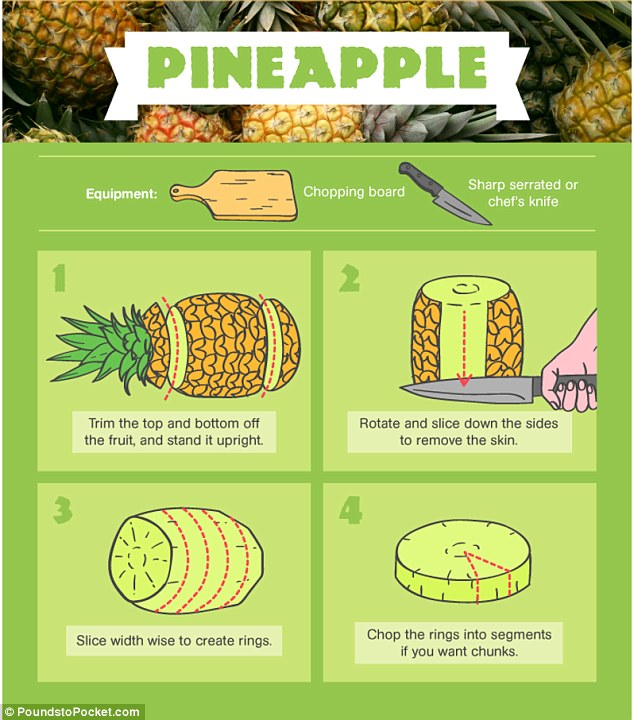 PINEAPPLE
Equipment:
Chopping board
Sharp serrated or
chef's knife
1
Trim the top and bottom off
the fruit, and stand it upright.
2
Rotate and slice down the sides
to remove the skin.
3
Slice width wise to create rings.
4
Chop the rings into segments
if you want chunks.
© PoundstoPocket.com